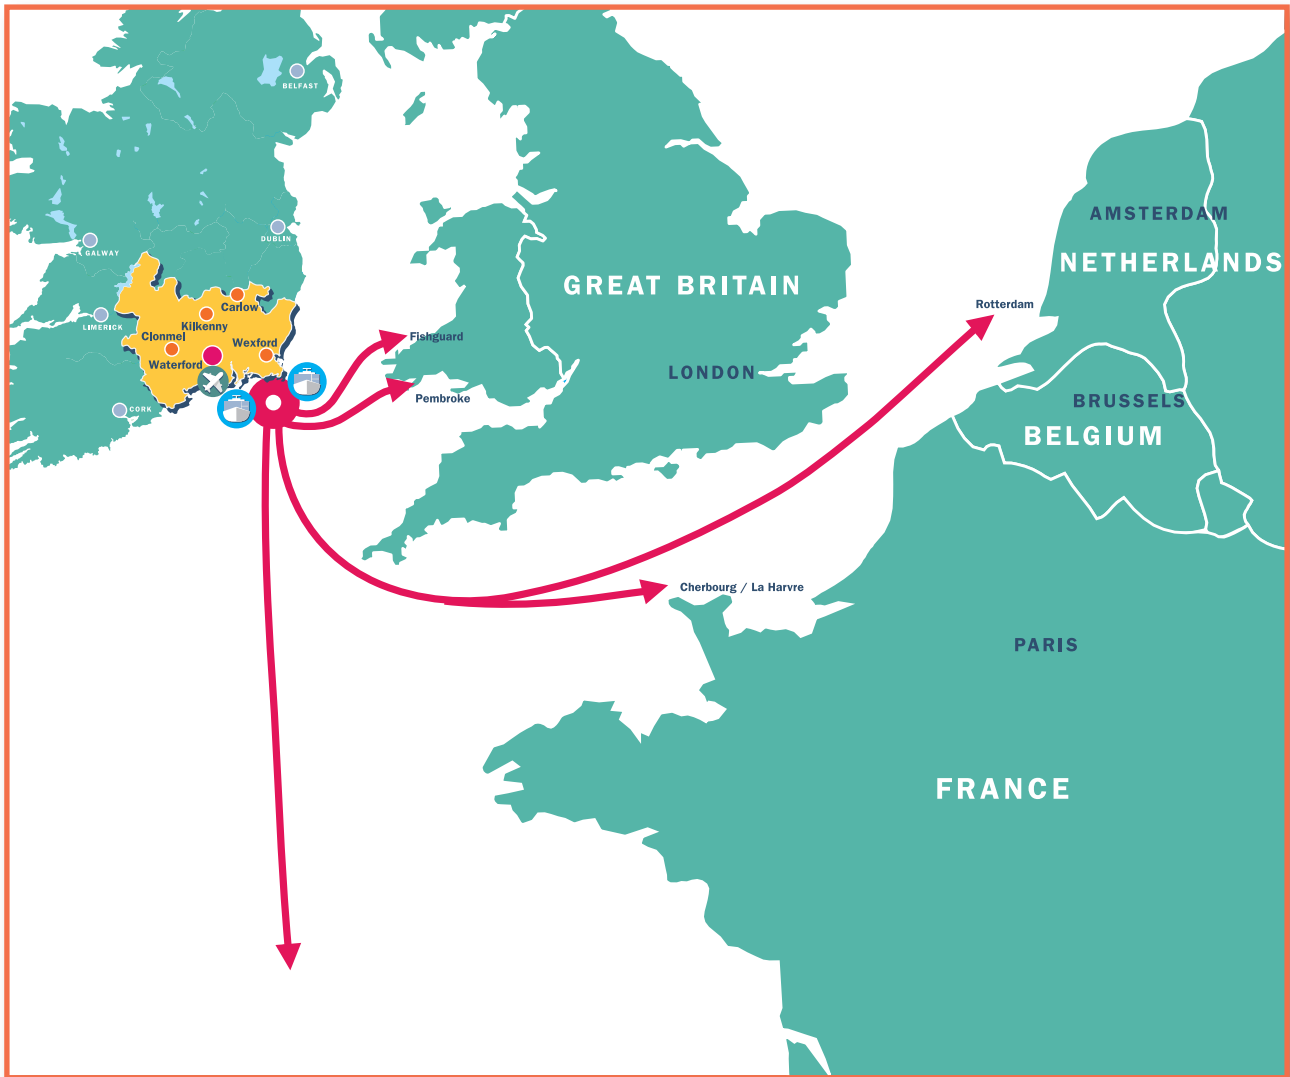 BELFAST
AMSTERDAM
DUBLIN
GALWAY
NETHERLANDS
GREAT BRITAIN
Rotterdam
Carlow
LIMERICK
Kilkenny
Clonmel
Fishguard
Wexford
Waterford
LONDON
Pembroke
BRUSSELS
CORK
BELGIUM
Cherbourg / La Harvre
PARIS
FRANCE